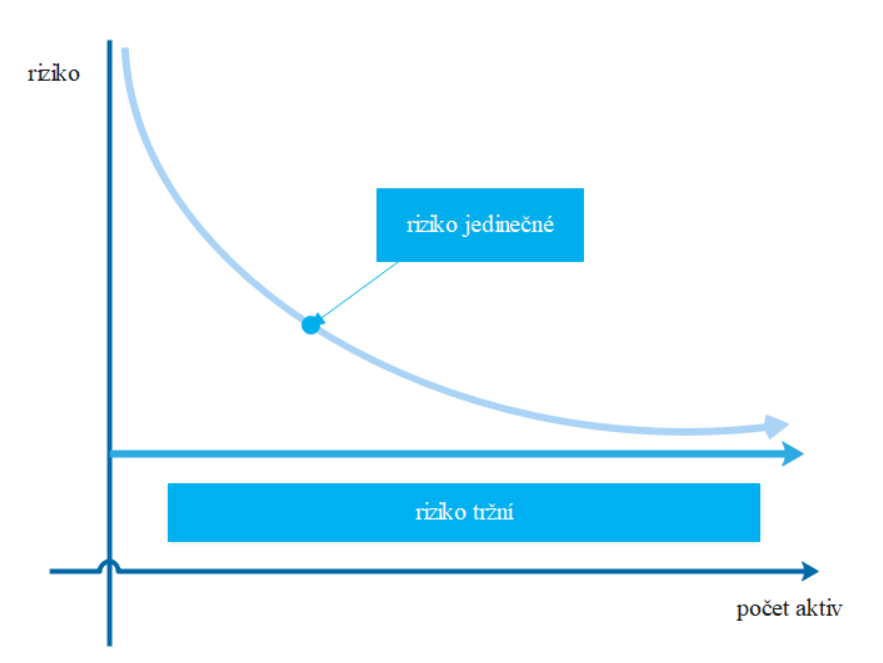 riziko
riziko jedinečné
riziko tržní
počet aktiv